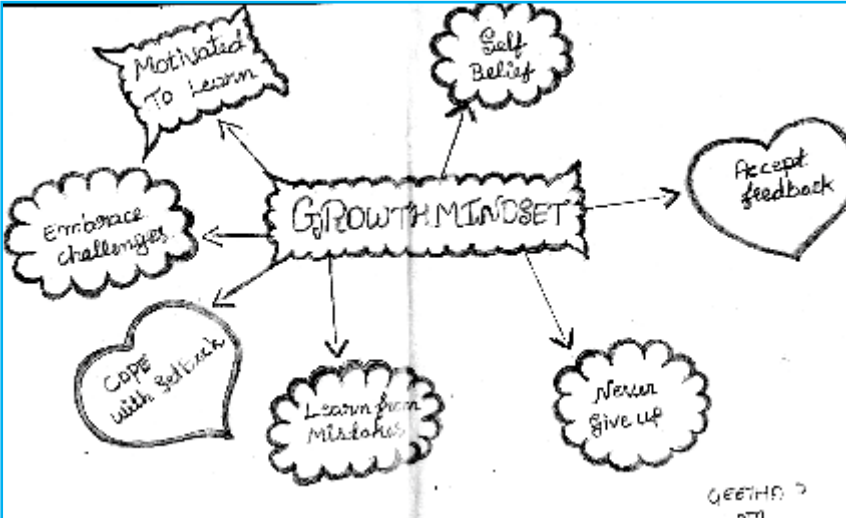 Motivated
To Learn
Self
Belief
Accept
feedback
GROWTH MINDSET
Embrace
challenges
COPE
with Setback
Learn from
Mistakes
Never
Give up
GEETHA